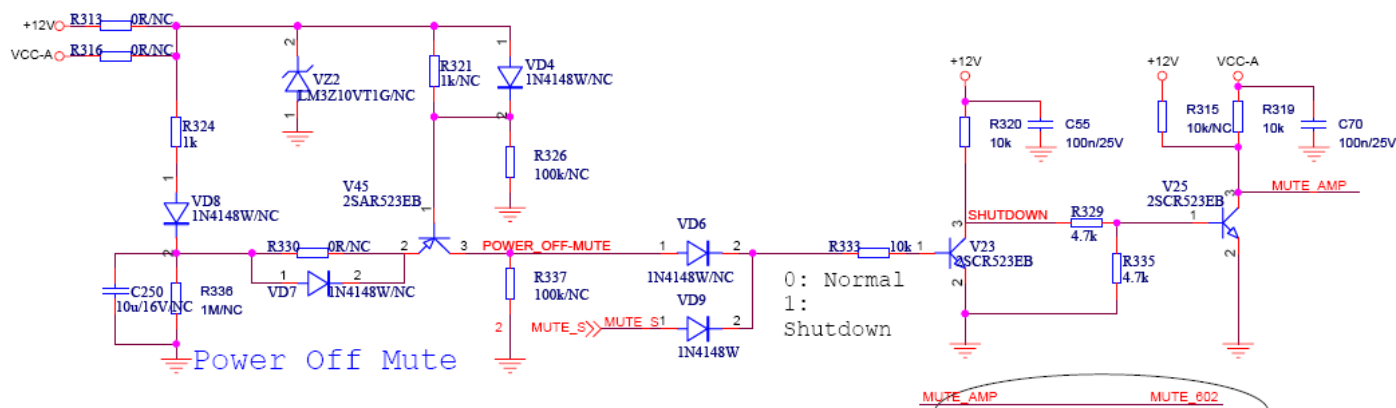 +12V R313 0R/NC
VCC-A R316 0R/NC
2
VZ2
LM3Z10VT1G/NC
1
R321
1k/NC
1
VD4
1N4148W/NC
2
R324
1k
R326
100k/NC
1
VD8
1N4148W/NC
2
V45
2SAR523EB
1
R330 0R/NC
2 3
POWER_OFF-MUTE
1 VD6 2
1N4148W/NC
1 2
VD7 1N4148W/NC
C250
10u/16V/NC
R336
1M/NC
R337
100k/NC
2
MUTE_S MUTE_S 1 VD9 2
1N4148W
Power Off Mute
R333 10k
0: Normal
1:
Shutdown
+12V
R320
10k
C55
100n/25V
SHUTDOWN
3
1 V23
2SCR523EB
2
R329
4.7k
R335
4.7k
+12V VCC-A
R315
10k/NC
R319
10k
C70
100n/25V
V25
2SCR523EB
3
1
2
MUTE_AMP
MUTE_AMP MUTE_602